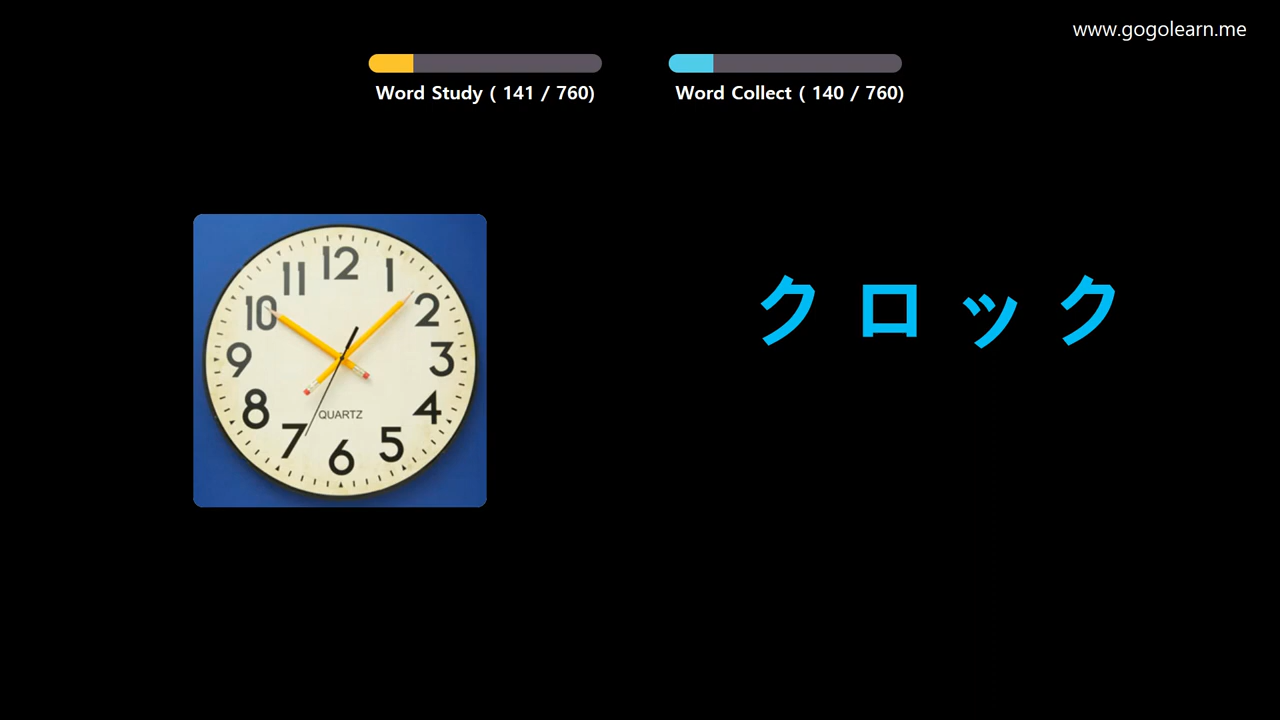 www.gogolearn.me
Word Study ( 141 / 760)
Word Collect ( 140 / 760)
12
11
1
10
2
9
3
8
4
QUARTZ
7
5
6
クロック